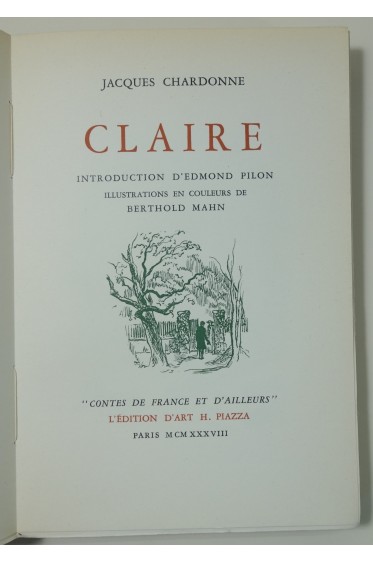 JACQUES CHARDONNE
CLAIRE
INTRODUCTION D'EDMOND PILON
ILLUSTRATIONS EN COULEURS DE
BERTHOLD MAHN
"CONTES DE FRANCE ET D'AILLEURS"
L'ÉDITION D'ART H. PIAZZA
PARIS MCMXXXVIII